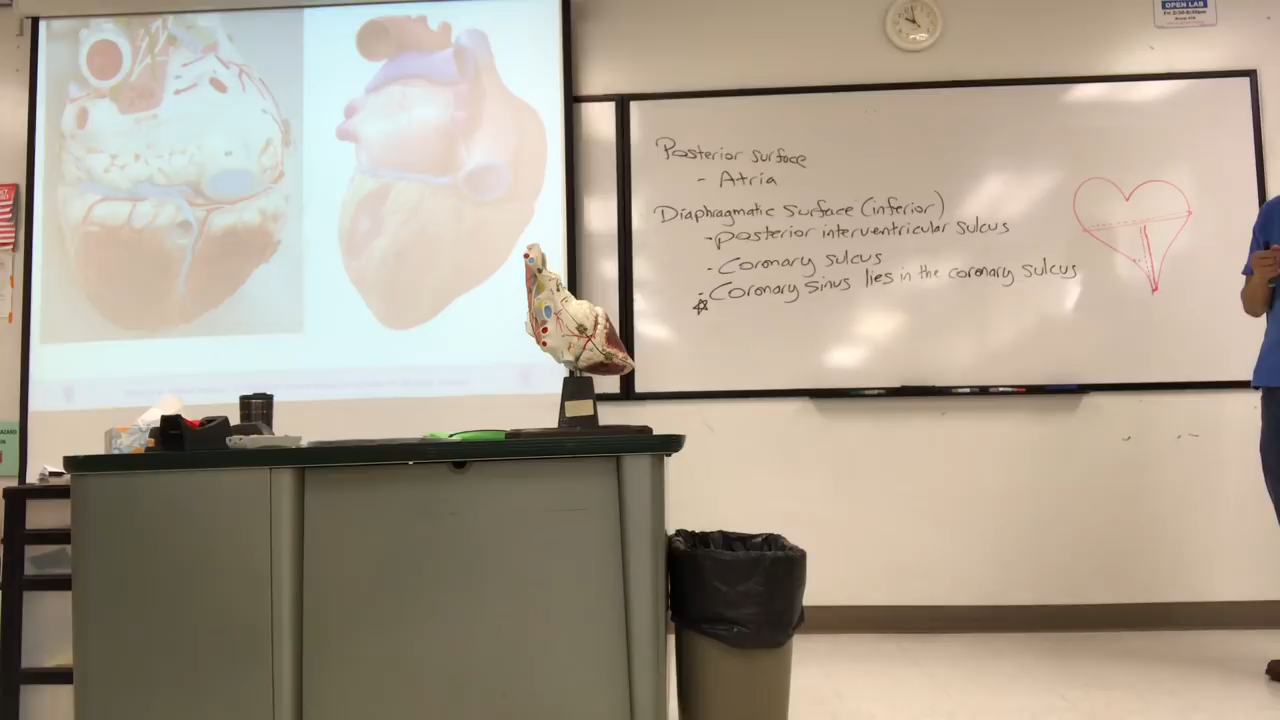 OPEN LAB
Posterior surface
- Atria
Diaphragmatic surface (inferior)
- posterior interventricular sulcus
- Coronary sulcus
- Coronary sinus lies in the coronary sulcus